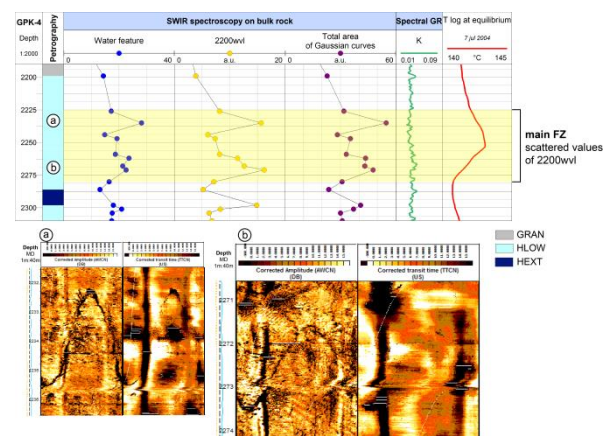 GPK-4
Petrography
SWIR spectroscopy on bulk rock
Spectral GR
T log at equilibrium
Depth
Water feature
2200wvl
Total area
of Gaussian curves
K
7 jul 2004
1:2000
0
a.u.
40
0
a.u.
20
0
a.u.
60
0.01
0.09
140
°C
145
2200
2225
2250
2275
2300
a
b
main FZ
scattered values
of 2200wvl
GRAN
HLOW
HEXT
a
Depth
MD
1m:40m
Corrected Amplitude (AWCN)
(DB)
Corrected transit time (TTCN)
(US)
b
Depth
MD
1m:40m
Corrected Amplitude (AWCN)
(DB)
Corrected transit time (TTCN)
(US)
2271
2272
2273
2274